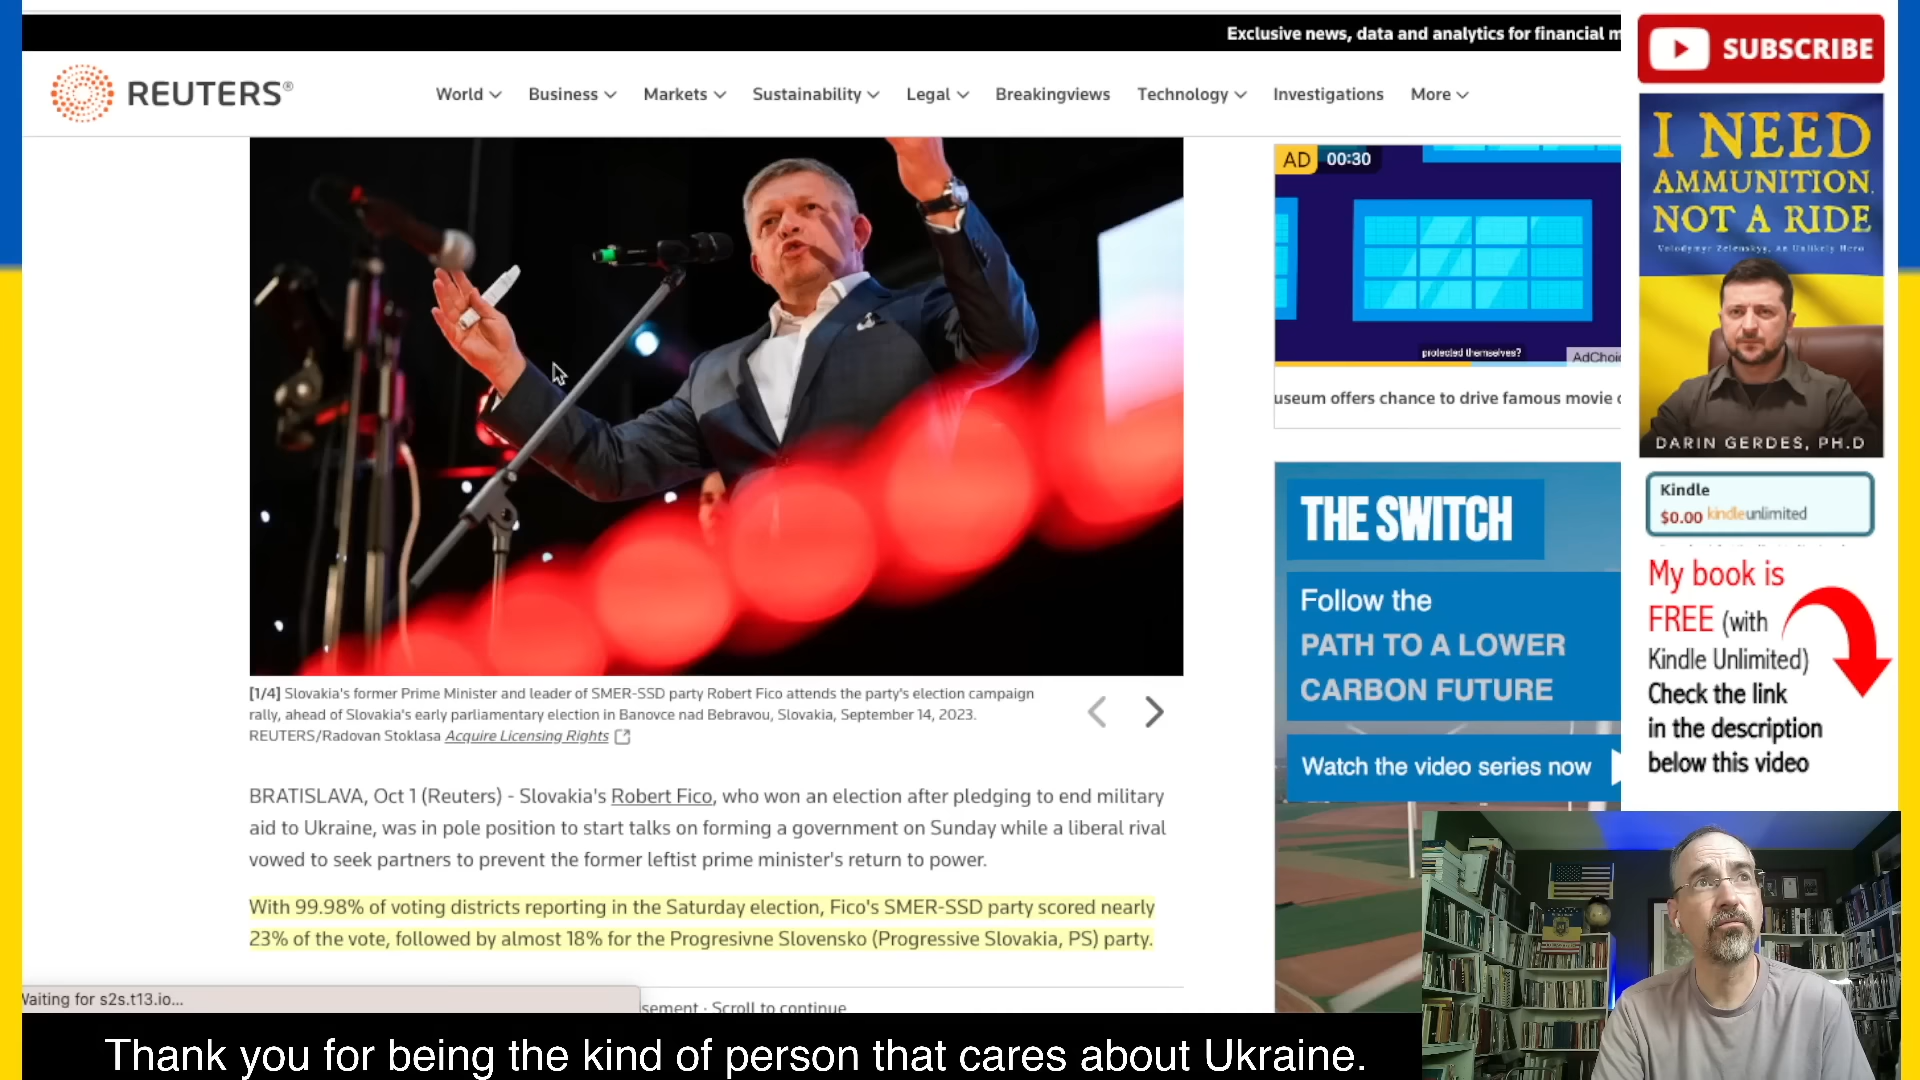 Exclusive news, data and analytics for financial m
REUTERS®
World
Business
Markets
Sustainability
Legal
Breakingviews
Technology
Investigations
More
SUBSCRIBE
I NEED
AMMUNITION,
NOT A RIDE
Volodymyr Zelenskyy, An Unlikely Hero
DARIN GERDES, PH.D
AD 00:30
protected themselves?
AdChoi
useum offers chance to drive famous movie c
Kindle
$0.00 kindleunlimited
My book is
FREE (with
Kindle Unlimited)
Check the link
in the description
below this video
THE SWITCH
Follow the
PATH TO A LOWER
CARBON FUTURE
Watch the video series now
[1/4] Slovakia's former Prime Minister and leader of SMER-SSD party Robert Fico attends the party's election campaign
rally, ahead of Slovakia's early parliamentary election in Banovce nad Bebravou, Slovakia, September 14, 2023.
REUTERS/Radovan Stoklasa Acquire Licensing Rights
BRATISLAVA, Oct 1 (Reuters) - Slovakia's Robert Fico, who won an election after pledging to end military
aid to Ukraine, was in pole position to start talks on forming a government on Sunday while a liberal rival
vowed to seek partners to prevent the former leftist prime minister's return to power.
With 99.98% of voting districts reporting in the Saturday election, Fico's SMER-SSD party scored nearly
23% of the vote, followed by almost 18% for the Progresivne Slovensko (Progressive Slovakia, PS) party.
Waiting for s2s.t13.io...
sement · Scroll to continue
Thank you for being the kind of person that cares about Ukraine.